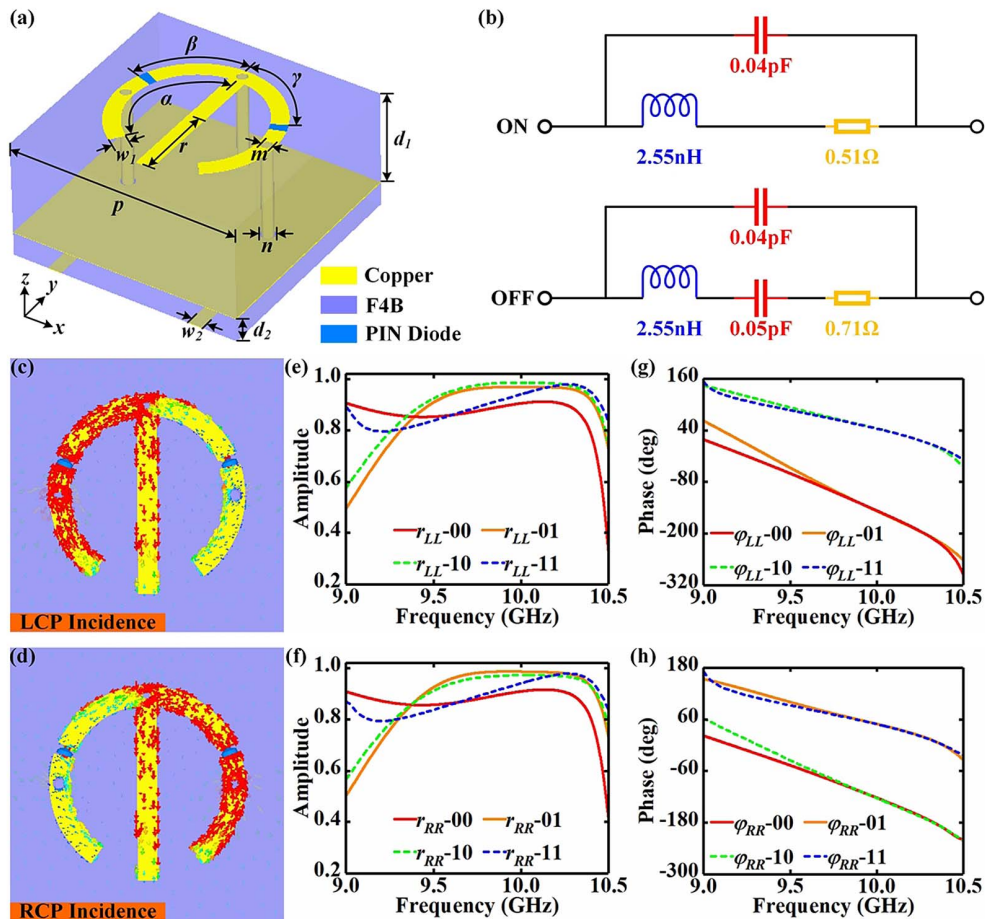 (a)
β
γ
α
w1
r
m
d1
p
n
z
y
x
w2
d2
Copper
F4B
PIN Diode
(b)
0.04pF
ON
2.55nH
0.51Ω
0.04pF
OFF
2.55nH
0.05pF
0.71Ω
(c)
LCP Incidence
(e)
1.0
0.8
0.6
0.4
0.2
Amplitude
rLL-00
rLL-01
rLL-10
rLL-11
9.0
9.5
10.0
10.5
Frequency (GHz)
(g)
160
40
-80
-200
-320
Phase (deg)
φLL-00
φLL-01
φLL-10
φLL-11
9.0
9.5
10.0
10.5
Frequency (GHz)
(d)
RCP Incidence
(f)
1.0
0.8
0.6
0.4
0.2
Amplitude
rRR-00
rRR-01
rRR-10
rRR-11
9.0
9.5
10.0
10.5
Frequency (GHz)
(h)
180
60
-60
-180
-300
Phase (deg)
φRR-00
φRR-01
φRR-10
φRR-11
9.0
9.5
10.0
10.5
Frequency (GHz)